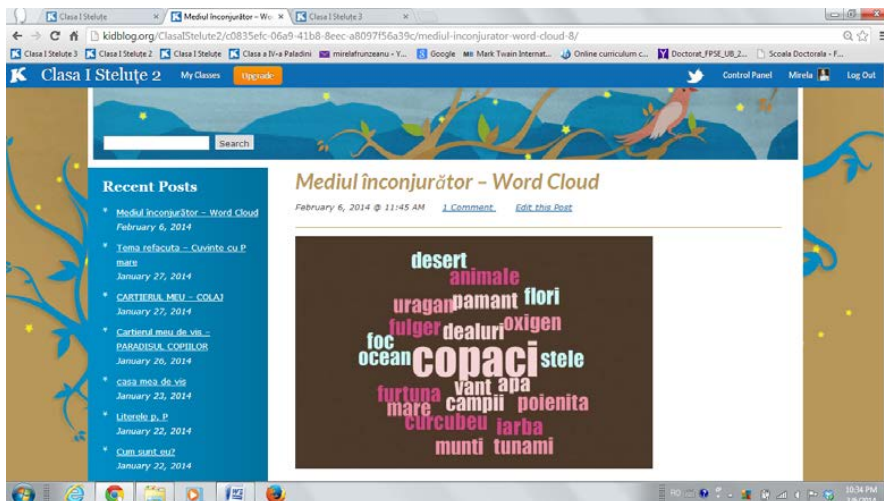 Clasa I Steluțe
Mediul înconjurător – Wo
Clasa I Steluțe 3
kidblog.org/ClasaISteluțe2/c0835efc-06a9-41b8-8eec-a8097f56a39c/mediul-inconjurator-word-cloud-8/
Clasa I Steluțe 3 Clasa I Steluțe 2 Clasa I Steluțe Clasa a IV-a Paladini mirelafrunzeanu - Y... Google Mark Twain Internat... Online curriculum c... Doctorat_FPSE_UB_2... Scoala Doctorala - F...
K Clasa I Steluțe 2 My Classes Upgrade Control Panel Mirela Log Out
Search
Recent Posts
Mediul înconjurător – Word Cloud
February 6, 2014
Tema refacuta – Cuvinte cu P
mare
January 27, 2014
CARTIERUL MEU – COLAJ
January 27, 2014
Cartierul meu de vis –
PARADISUL COPIILOR
January 26, 2014
casa mea de vis
January 23, 2014
Literele p, P
January 22, 2014
Cum sunt eu?
January 22, 2014
Mediul înconjurător – Word Cloud
February 6, 2014 @ 11:45 AM 1 Comment Edit this Post
desert
animale
uragan pamant flori
fulger dealuri oxigen
foc
ocean copaci stele
vant apa
furtuna
mare campii poienita
curcubeu iarba
munti tunami
RO
10:34 PM